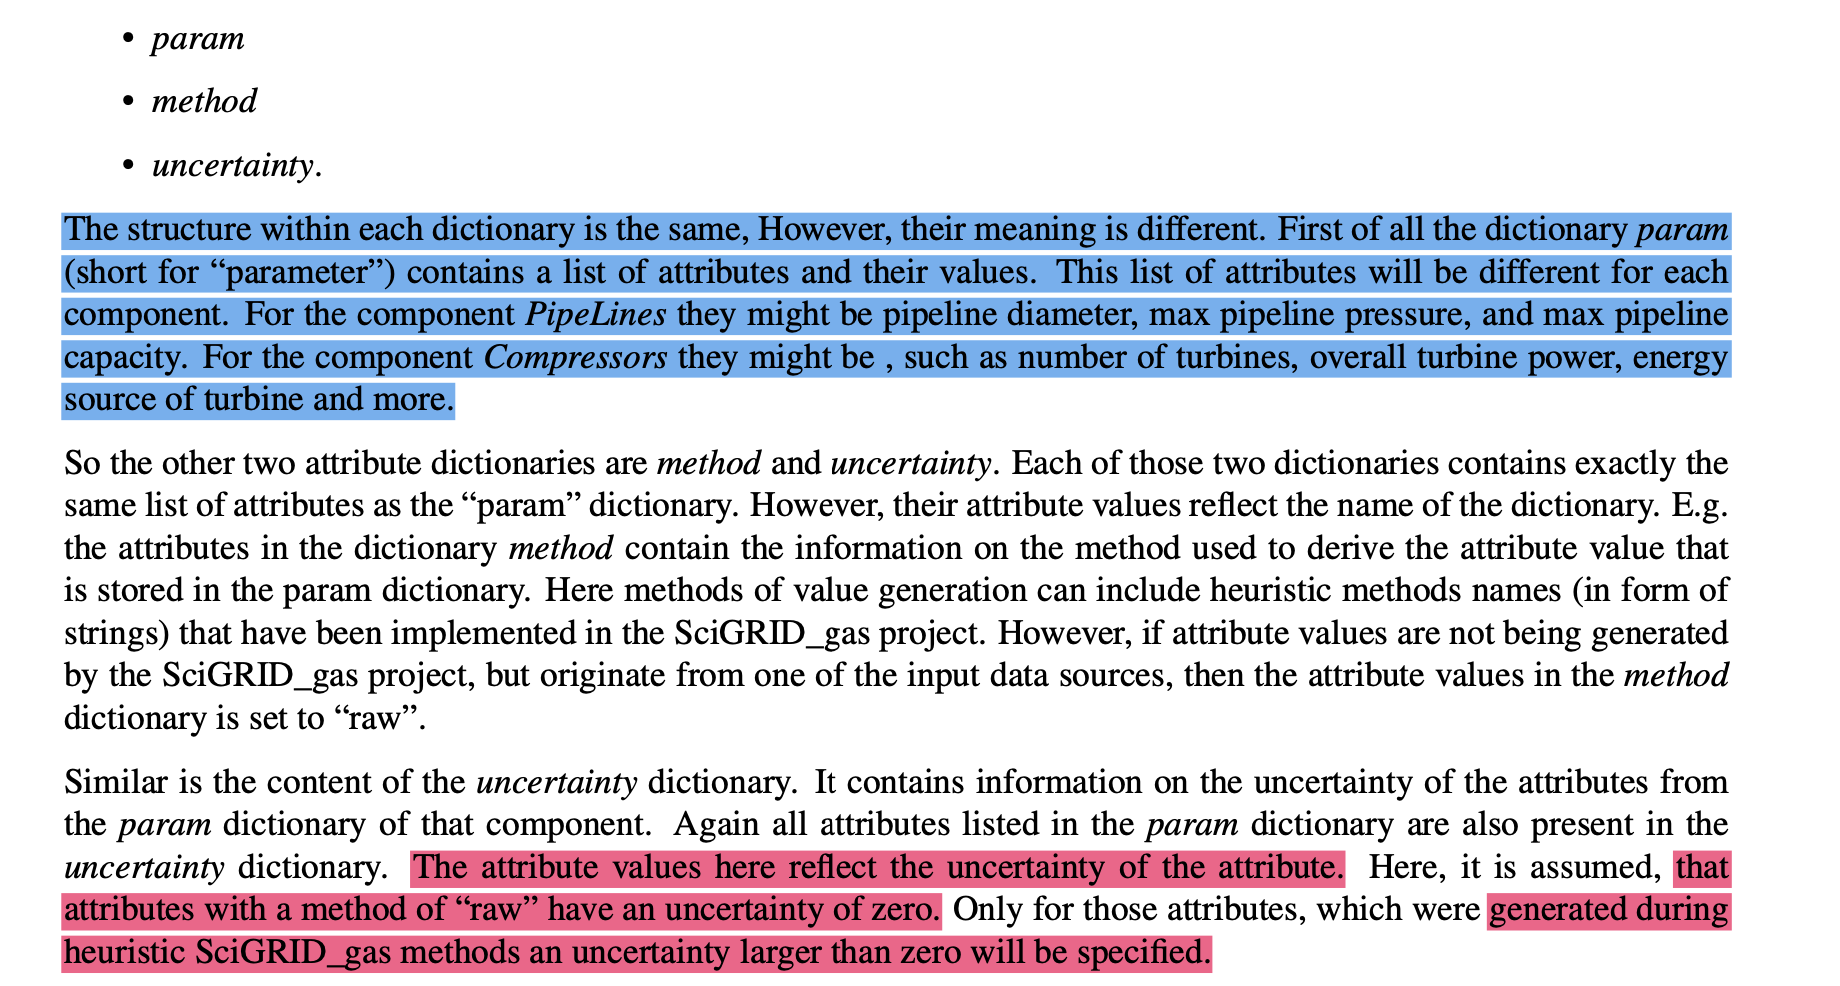 • param
• method
• uncertainty.
The structure within each dictionary is the same, However, their meaning is different. First of all the dictionary param
(short for “parameter”) contains a list of attributes and their values. This list of attributes will be different for each
component. For the component PipeLines they might be pipeline diameter, max pipeline pressure, and max pipeline
capacity. For the component Compressors they might be , such as number of turbines, overall turbine power, energy
source of turbine and more.
So the other two attribute dictionaries are method and uncertainty. Each of those two dictionaries contains exactly the
same list of attributes as the “param” dictionary. However, their attribute values reflect the name of the dictionary. E.g.
the attributes in the dictionary method contain the information on the method used to derive the attribute value that
is stored in the param dictionary. Here methods of value generation can include heuristic methods names (in form of
strings) that have been implemented in the SciGRID_gas project. However, if attribute values are not being generated
by the SciGRID_gas project, but originate from one of the input data sources, then the attribute values in the method
dictionary is set to “raw”.
Similar is the content of the uncertainty dictionary. It contains information on the uncertainty of the attributes from
the param dictionary of that component. Again all attributes listed in the param dictionary are also present in the
uncertainty dictionary. The attribute values here reflect the uncertainty of the attribute. Here, it is assumed, that
attributes with a method of “raw” have an uncertainty of zero. Only for those attributes, which were generated during
heuristic SciGRID_gas methods an uncertainty larger than zero will be specified.